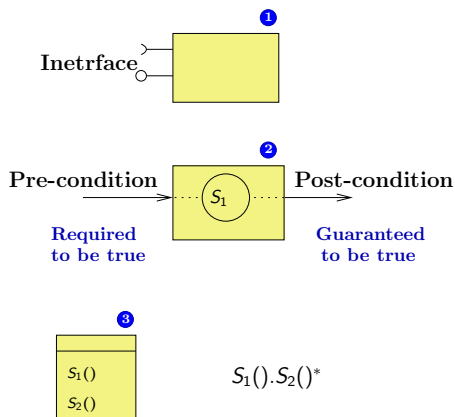 1
Inetrface
2
Pre-condition
Post-condition
S1
Required
to be true
Guaranteed
to be true
3
S1()
S2()
S1().S2()*